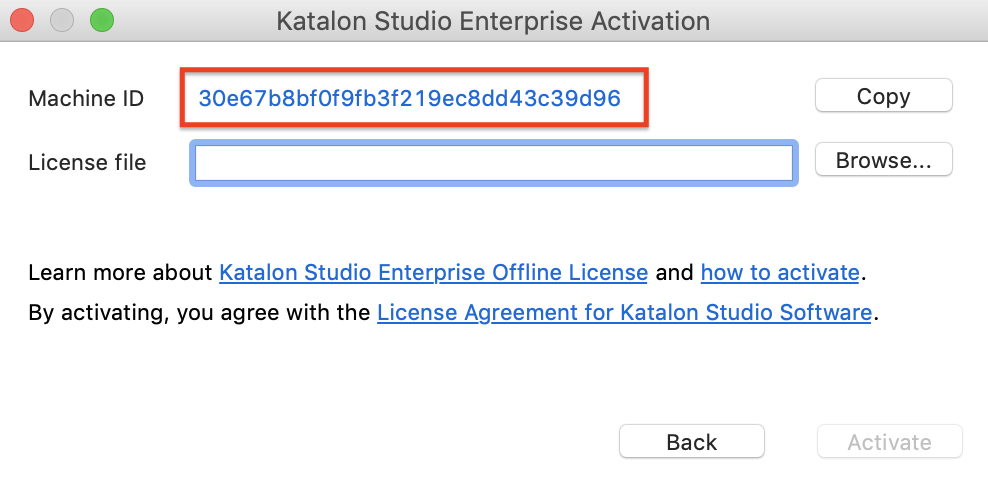 Katalon Studio Enterprise Activation
Machine ID 30e67b8bf0f9fb3f219ec8dd43c39d96 Copy
License file Browse...
Learn more about Katalon Studio Enterprise Offline License and how to activate.
By activating, you agree with the License Agreement for Katalon Studio Software.
Back Activate